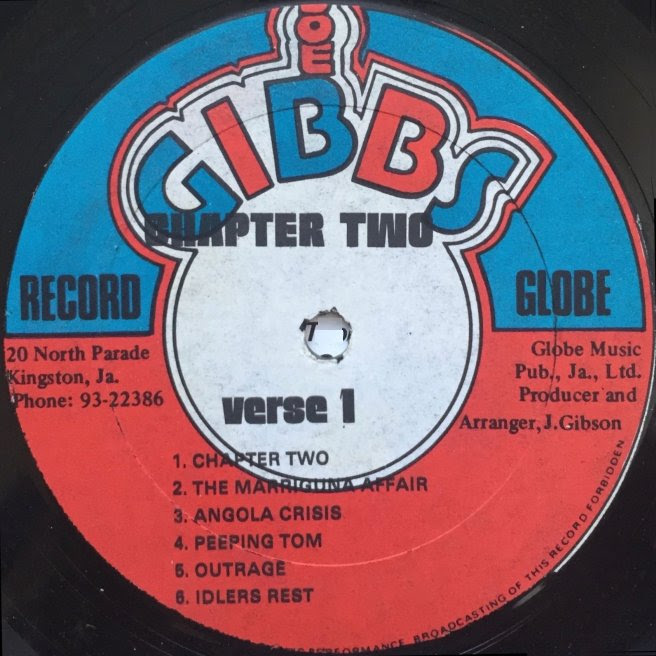 JOE
GIBBS
CHAPTER TWO
RECORD
GLOBE
20 North Parade
Kingston, Ja.
Phone: 93-22386
Globe Music
Pub., Ja., Ltd.
Producer and
Arranger, J.Gibson
verse 1
1. CHAPTER TWO
2. THE MARRIGUNA AFFAIR
3. ANGOLA CRISIS
4. PEEPING TOM
5. OUTRAGE
6. IDLERS REST
PERFORMANCE, BROADCASTING OF THIS RECORD FORBIDDEN